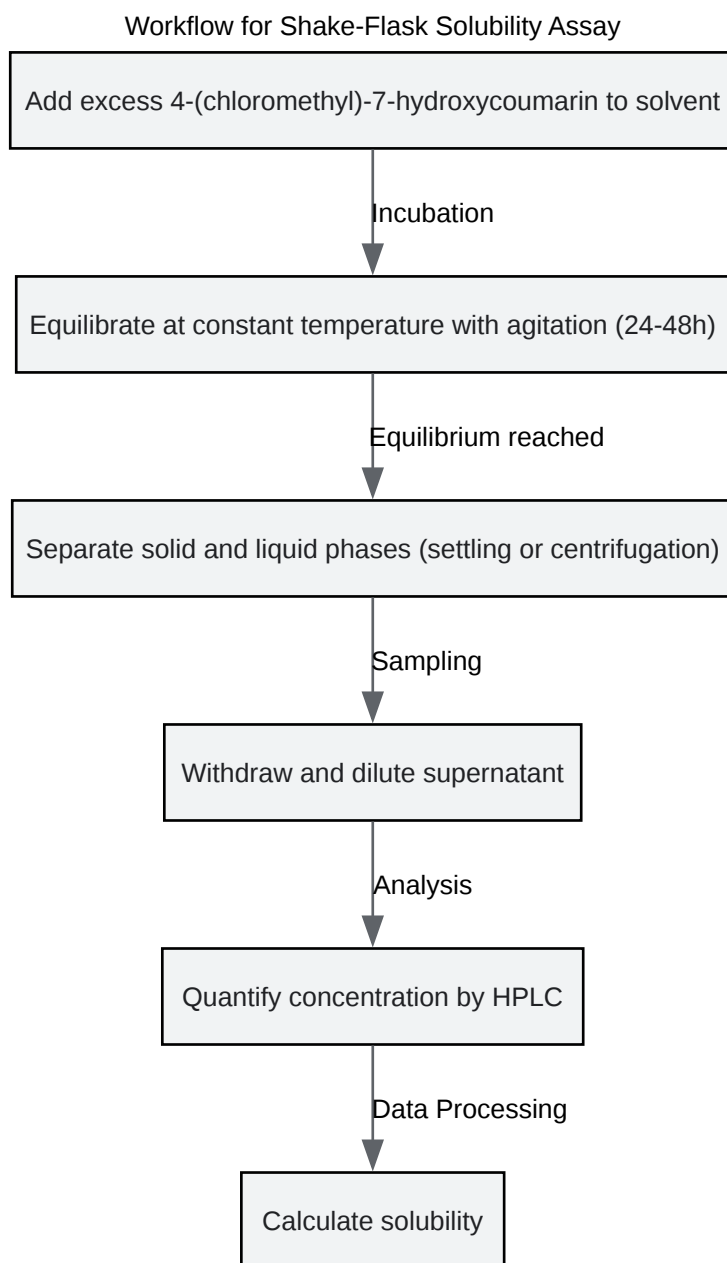 Workflow for Shake-Flask Solubility Assay
Add excess 4-(chloromethyl)-7-hydroxycoumarin to solvent
Incubation
Equilibrate at constant temperature with agitation (24-48h)
Equilibrium reached
Separate solid and liquid phases (settling or centrifugation)
Sampling
Withdraw and dilute supernatant
Analysis
Quantify concentration by HPLC
Data Processing
Calculate solubility